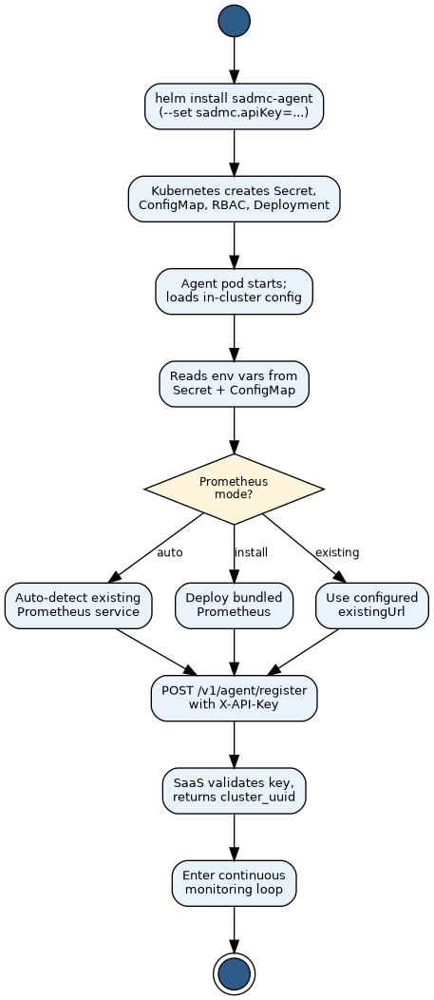 helm install sadmc-agent
(--set sadmc.apiKey=...)
Kubernetes creates Secret,
ConfigMap, RBAC, Deployment
Agent pod starts;
loads in-cluster config
Reads env vars from
Secret + ConfigMap
Prometheus
mode?
auto
install
existing
Auto-detect existing
Prometheus service
Deploy bundled
Prometheus
Use configured
existingUrl
POST /v1/agent/register
with X-API-Key
SaaS validates key,
returns cluster_uuid
Enter continuous
monitoring loop